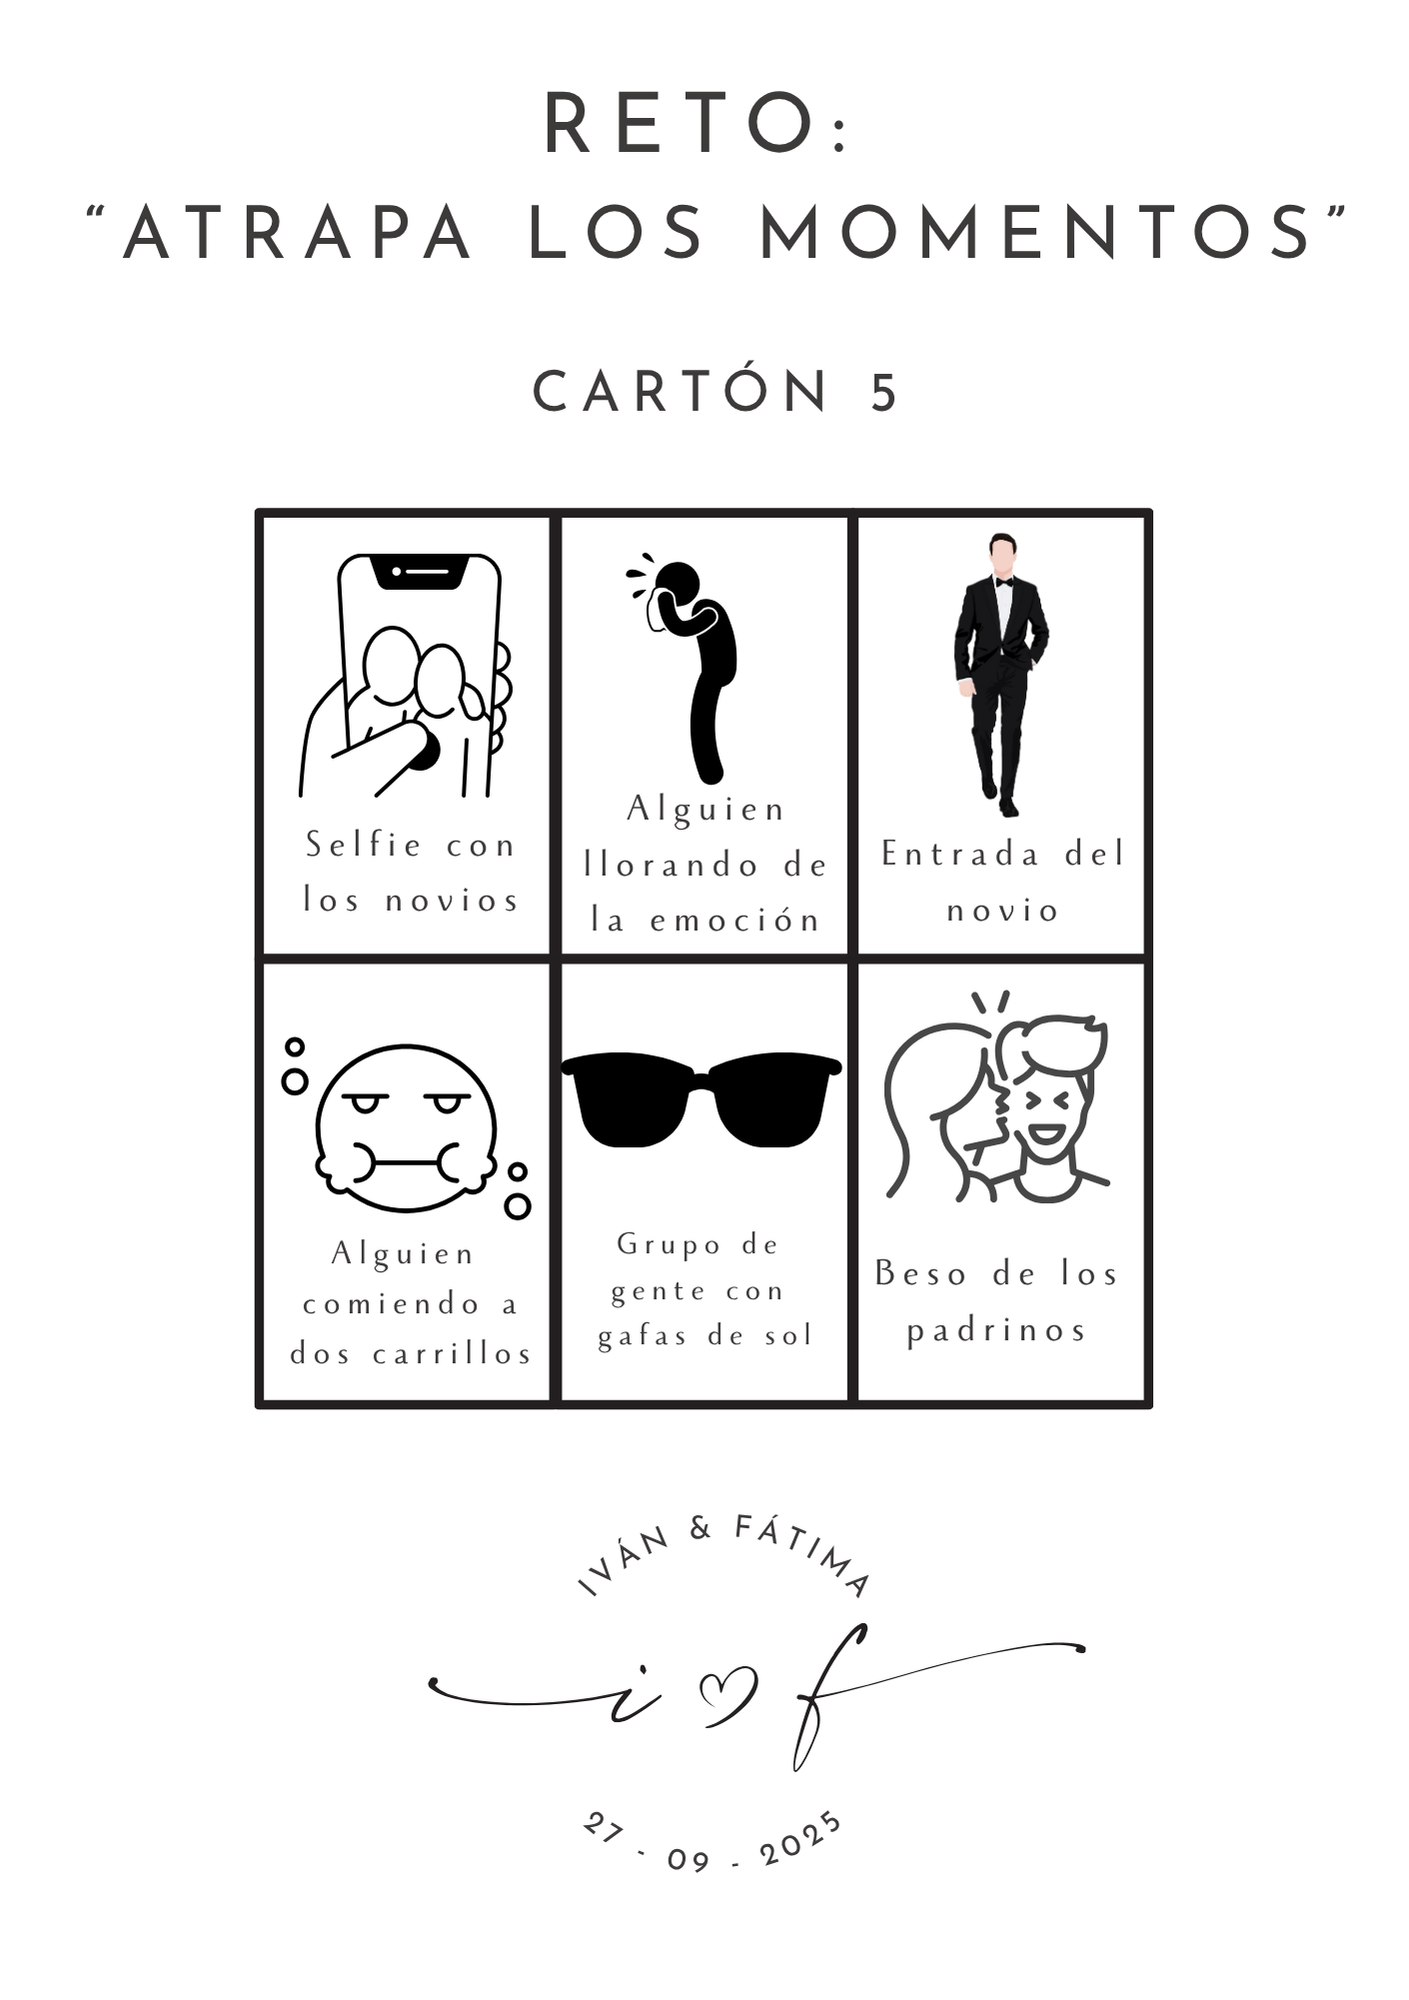 RETO:
“ATRAPA LOS MOMENTOS”
CARTÓN 5
Selfie con
los novios
Alguien
llorando de
la emoción
Entrada del
novio
Alguien
comiendo a
dos carrillos
Grupo de
gente con
gafas de sol
Beso de los
padrinos
IVÁN & FÁTIMA
i f
27 - 09 - 2025